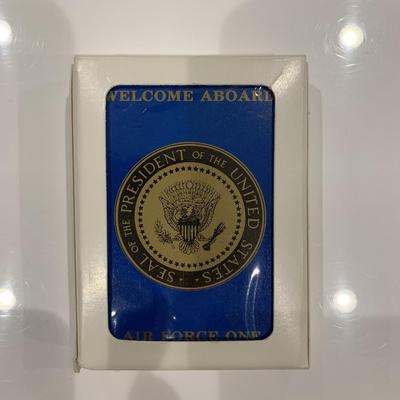 WELCOME ABOARD
SEAL OF THE PRESIDENT OF THE UNITED STATES
AIR FORCE ONE